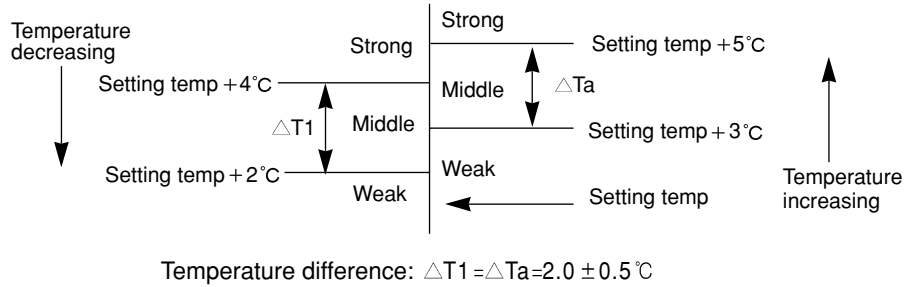 Temperature
decreasing
Strong
Strong
Setting temp +5℃
Setting temp +4℃
Middle
△Ta
△T1
Middle
Setting temp + 3℃
Setting temp +2℃
Weak
Weak
Setting temp
Temperature
increasing
Temperature difference: △T1 =△Ta=2.0 ± 0.5 ℃